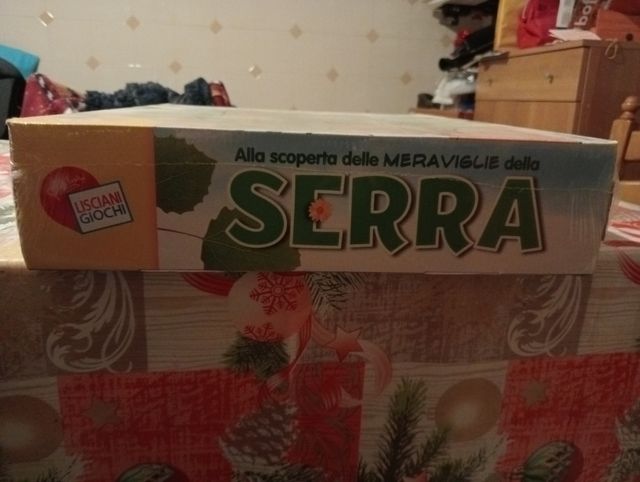 LISCIANI
GIOCHI
Alla scoperta delle MERAVIGLIE della
SERRA